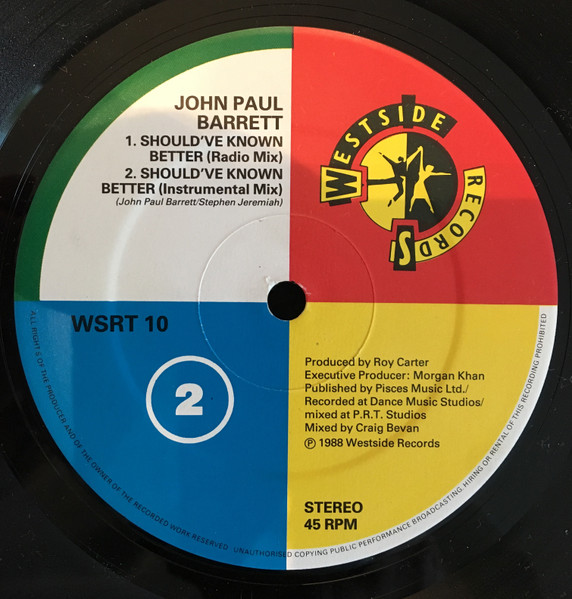 JOHN PAUL
BARRETT
1. SHOULD'VE KNOWN
BETTER (Radio Mix)
2. SHOULD'VE KNOWN
BETTER (Instrumental Mix)
(John Paul Barrett/Stephen Jeremiah)
WESTSIDE
RECORDS
WSRT 10
2
Produced by Roy Carter
Executive Producer: Morgan Khan
Published by Pisces Music Ltd./
Recorded at Dance Music Studios/
mixed at P.R.T. Studios
Mixed by Craig Bevan
Ⓟ 1988 Westside Records
STEREO
45 RPM
ALL RIGHTS OF THE PRODUCER AND OF THE OWNER OF THE RECORDED WORK RESERVED UNAUTHORISED COPYING PUBLIC PERFORMANCE BROADCASTING, HIRING OR RENTAL OF THIS RECORDING PROHIBITED